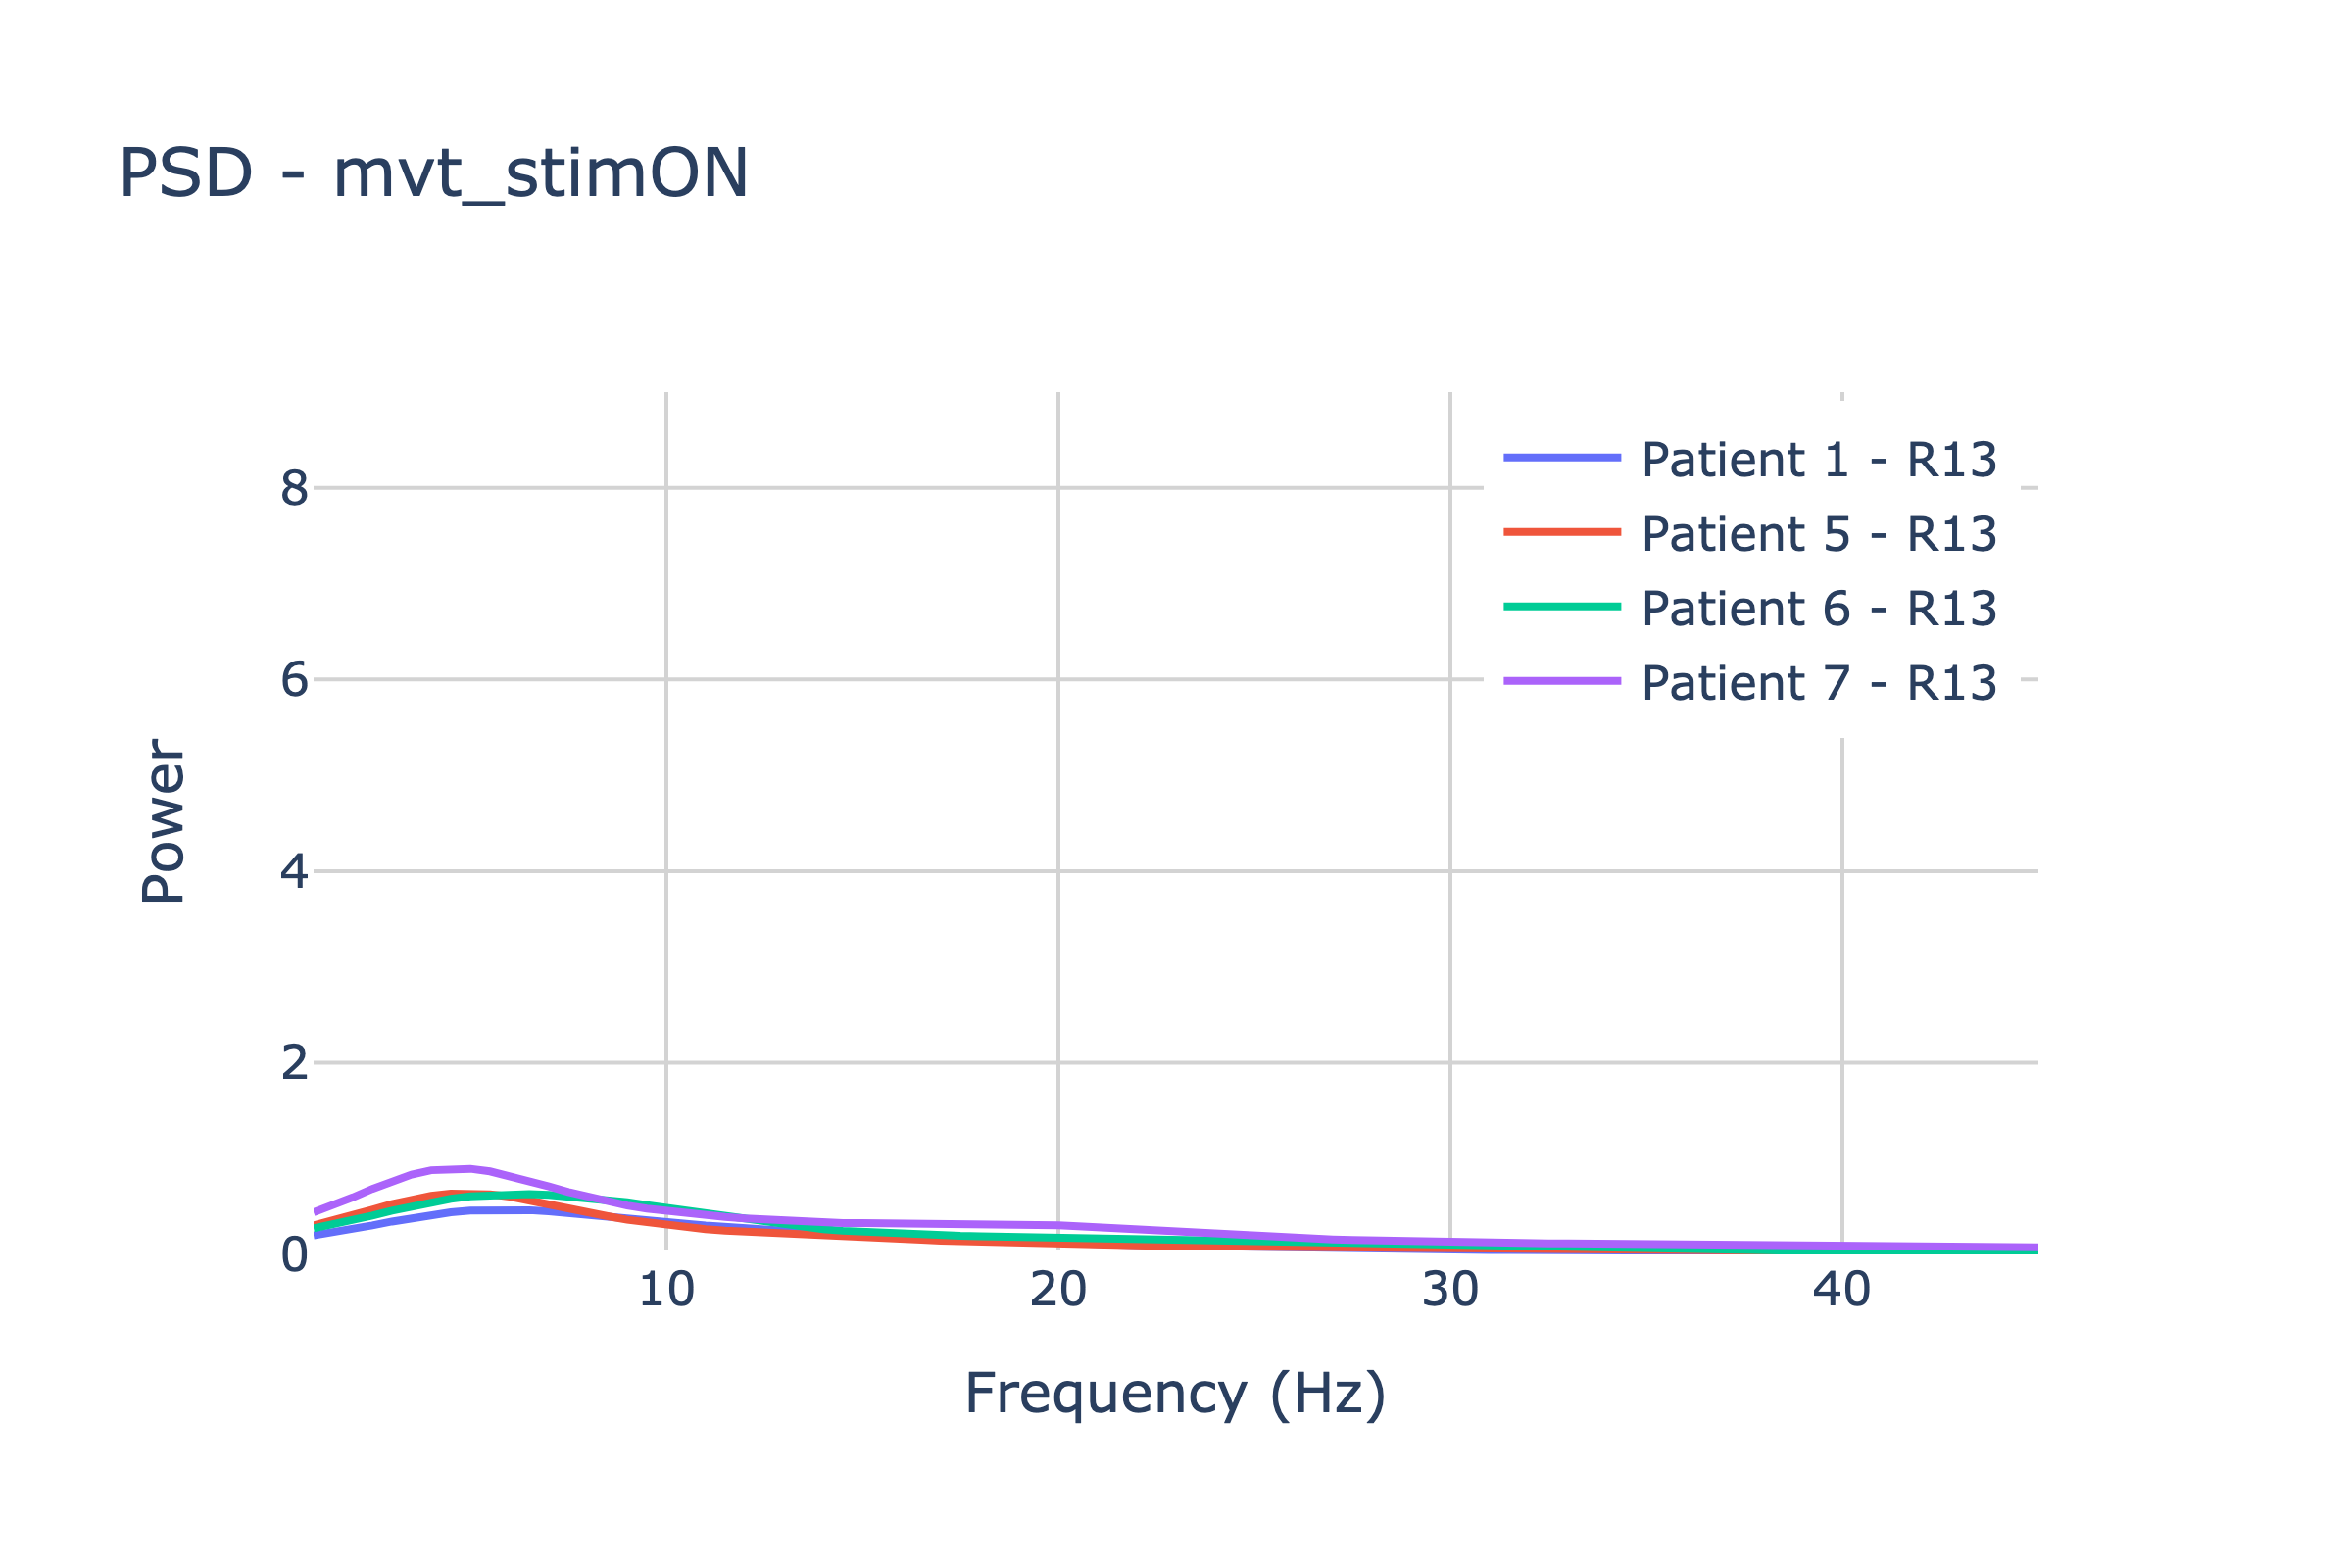 PSD - mvt_stimON
Patient 1 - R13
Patient 5 - R13
Patient 6 - R13
Patient 7 - R13
8
6
4
2
0
Power
10
20
30
40
Frequency (Hz)